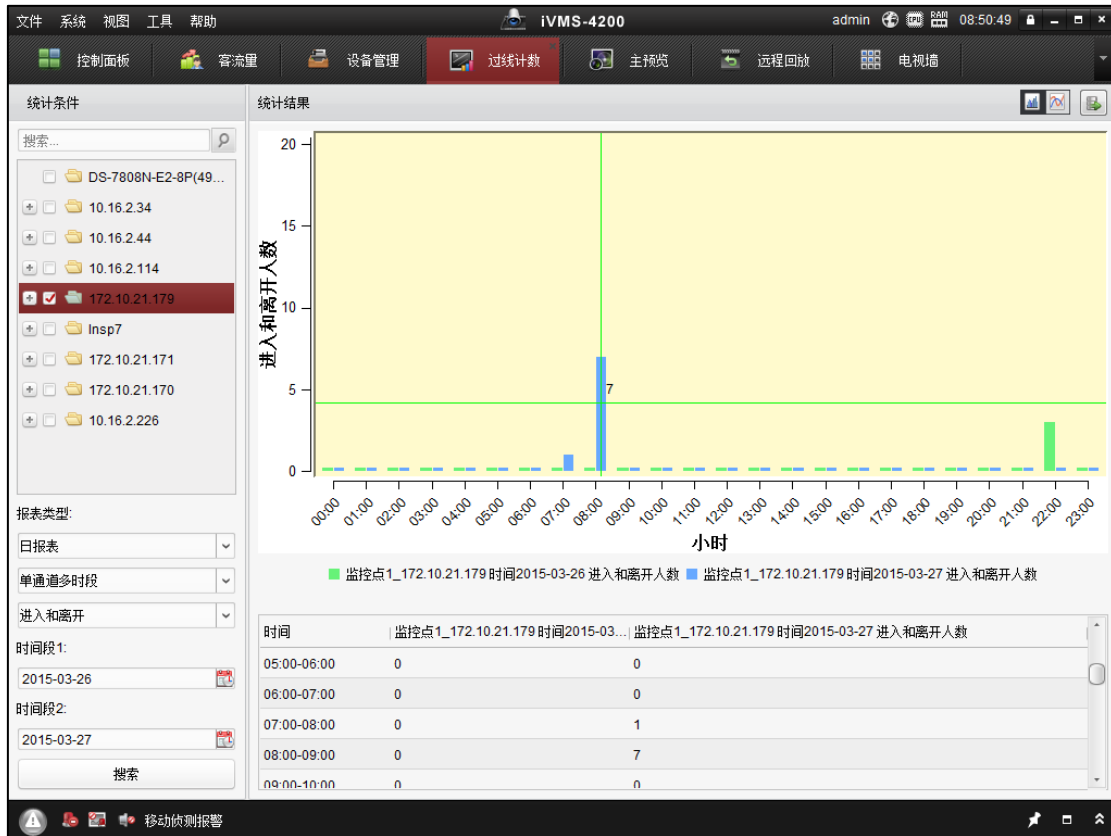 文件 系统 视图 工具 帮助 iVMS-4200 admin CPU RAM 08:50:49
控制面板 客流量 设备管理 过线计数 主预览 远程回放 电视墙
统计条件
搜索...
DS-7808N-E2-8P(49...
10.16.2.34
10.16.2.44
10.16.2.114
172.10.21.179
Insp7
172.10.21.171
172.10.21.170
10.16.2.226
报表类型:
日报表
单通道多时段
进入和离开
时间段1:
2015-03-26
时间段2:
2015-03-27
搜索
统计结果
进入和离开人数
20
15
10
5
0
7
00:00 01:00 02:00 03:00 04:00 05:00 06:00 07:00 08:00 09:00 10:00 11:00 12:00 13:00 14:00 15:00 16:00 17:00 18:00 19:00 20:00 21:00 22:00 23:00
小时
监控点1_172.10.21.179 时间2015-03-26 进入和离开人数 监控点1_172.10.21.179 时间2015-03-27 进入和离开人数
时间 监控点1_172.10.21.179 时间2015-03... 监控点1_172.10.21.179 时间2015-03-27 进入和离开人数
05:00-06:00 0 0
06:00-07:00 0 0
07:00-08:00 0 1
08:00-09:00 0 7
09:00-10:00 0 0
移动侦测报警